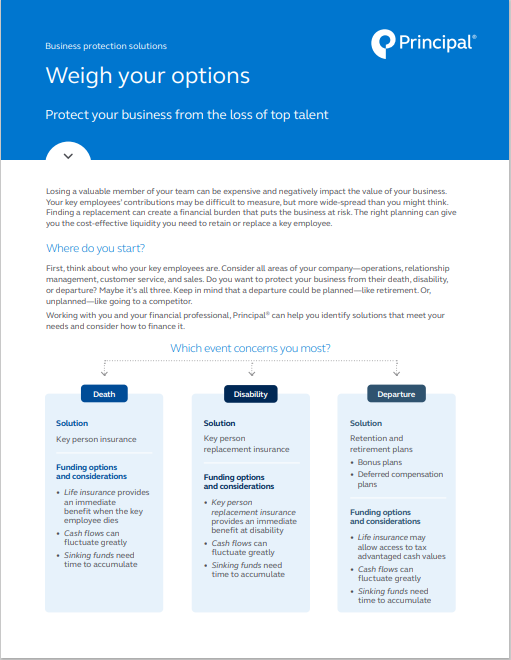 Business protection solutions
Principal®
Weigh your options
Protect your business from the loss of top talent
Losing a valuable member of your team can be expensive and negatively impact the value of your business.
Your key employees' contributions may be difficult to measure, but more wide-spread than you might think.
Finding a replacement can create a financial burden that puts the business at risk. The right planning can give
you the cost-effective liquidity you need to retain or replace a key employee.
Where do you start?
First, think about who your key employees are. Consider all areas of your company—operations, relationship
management, customer service, and sales. Do you want to protect your business from their death, disability,
or departure? Maybe it's all three. Keep in mind that a departure could be planned—like retirement. Or,
unplanned—like going to a competitor.
Working with you and your financial professional, Principal® can help you identify solutions that meet your
needs and consider how to finance it.
Which event concerns you most?
Death
Solution
Key person insurance
Funding options
and considerations
• Life insurance provides
an immediate
benefit when the key
employee dies
• Cash flows can
fluctuate greatly
• Sinking funds need
time to accumulate
Disability
Solution
Key person
replacement insurance
Funding options
and considerations
• Key person
replacement insurance
provides an immediate
benefit at disability
• Cash flows can
fluctuate greatly
• Sinking funds need
time to accumulate
Departure
Solution
Retention and
retirement plans
• Bonus plans
• Deferred compensation
plans
Funding options
and considerations
• Life insurance may
allow access to tax
advantaged cash values
• Cash flows can
fluctuate greatly
• Sinking funds need
time to accumulate